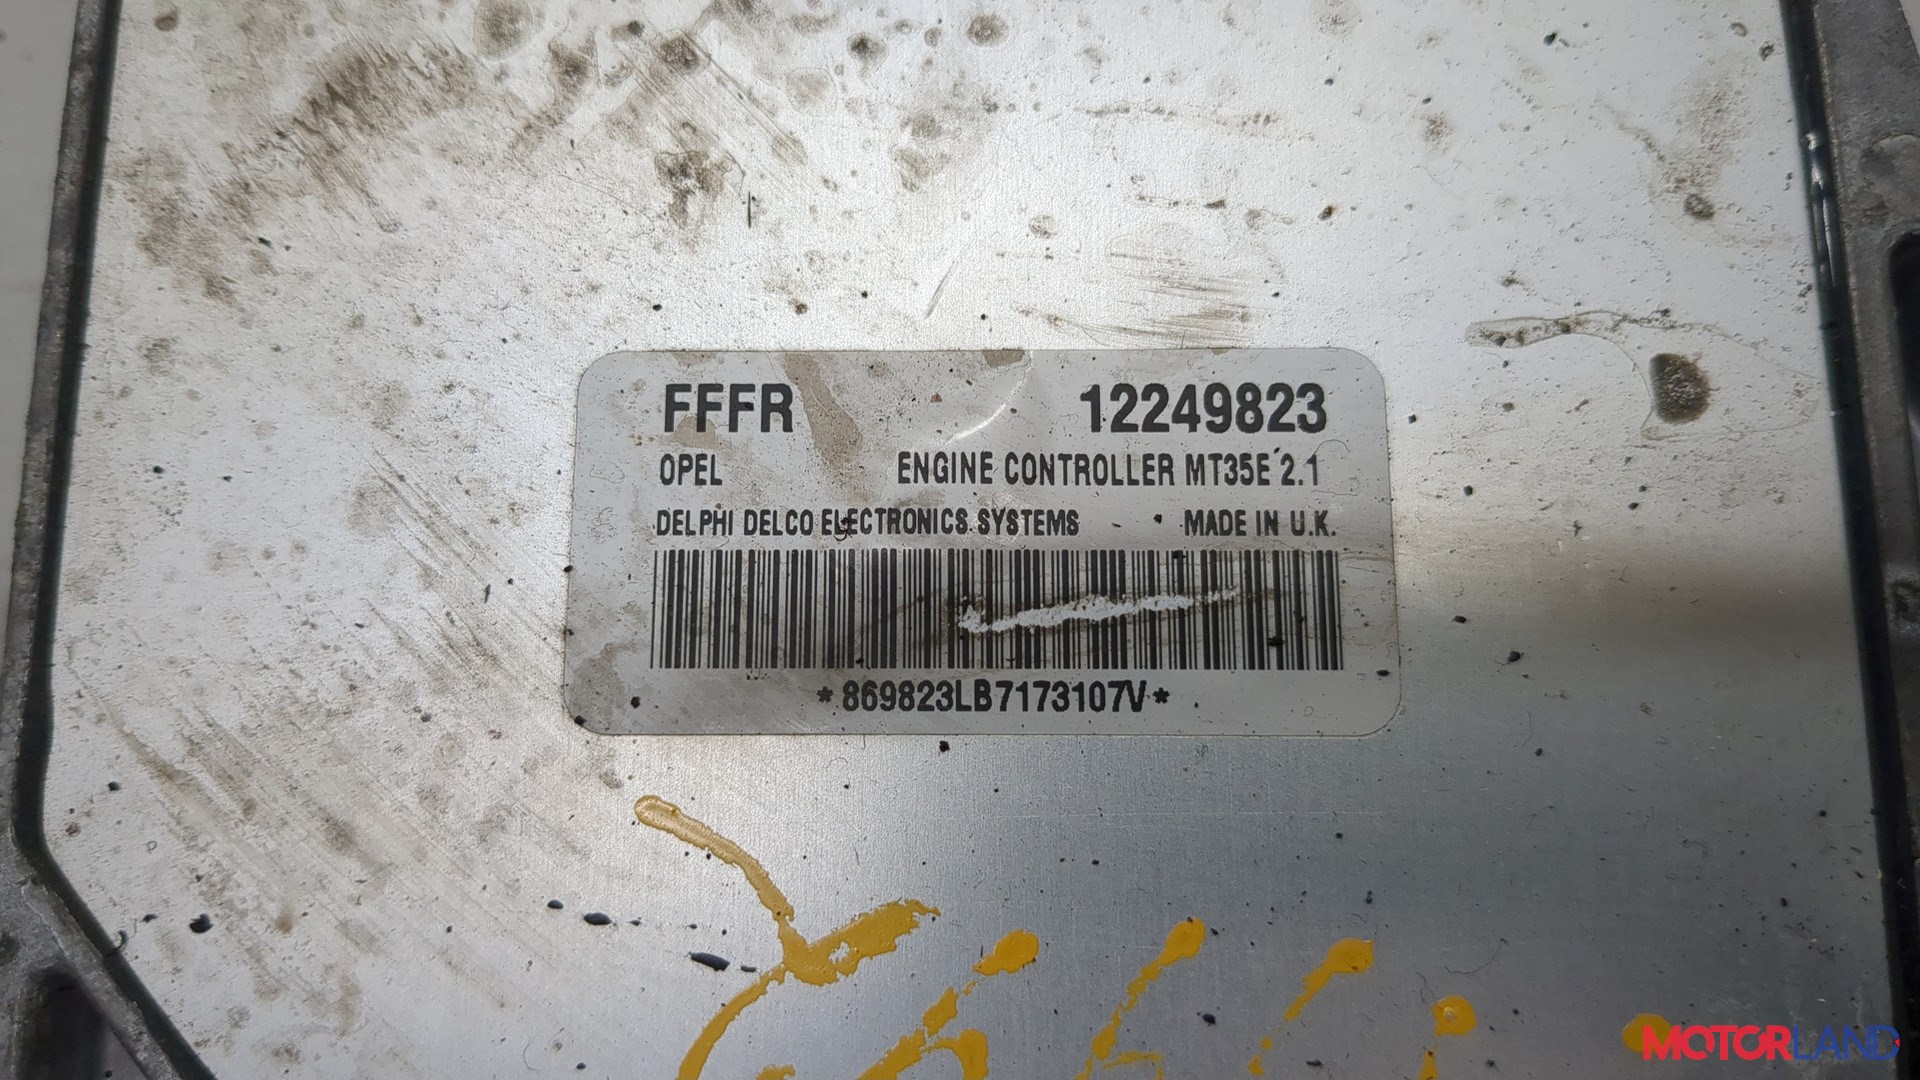 FFFR 12249823
OPEL ENGINE CONTROLLER MT35E 2.1
DELPHI DELCO ELECTRONICS SYSTEMS - MADE IN U.K.
*869823LB7173107V*
MOTORLAND